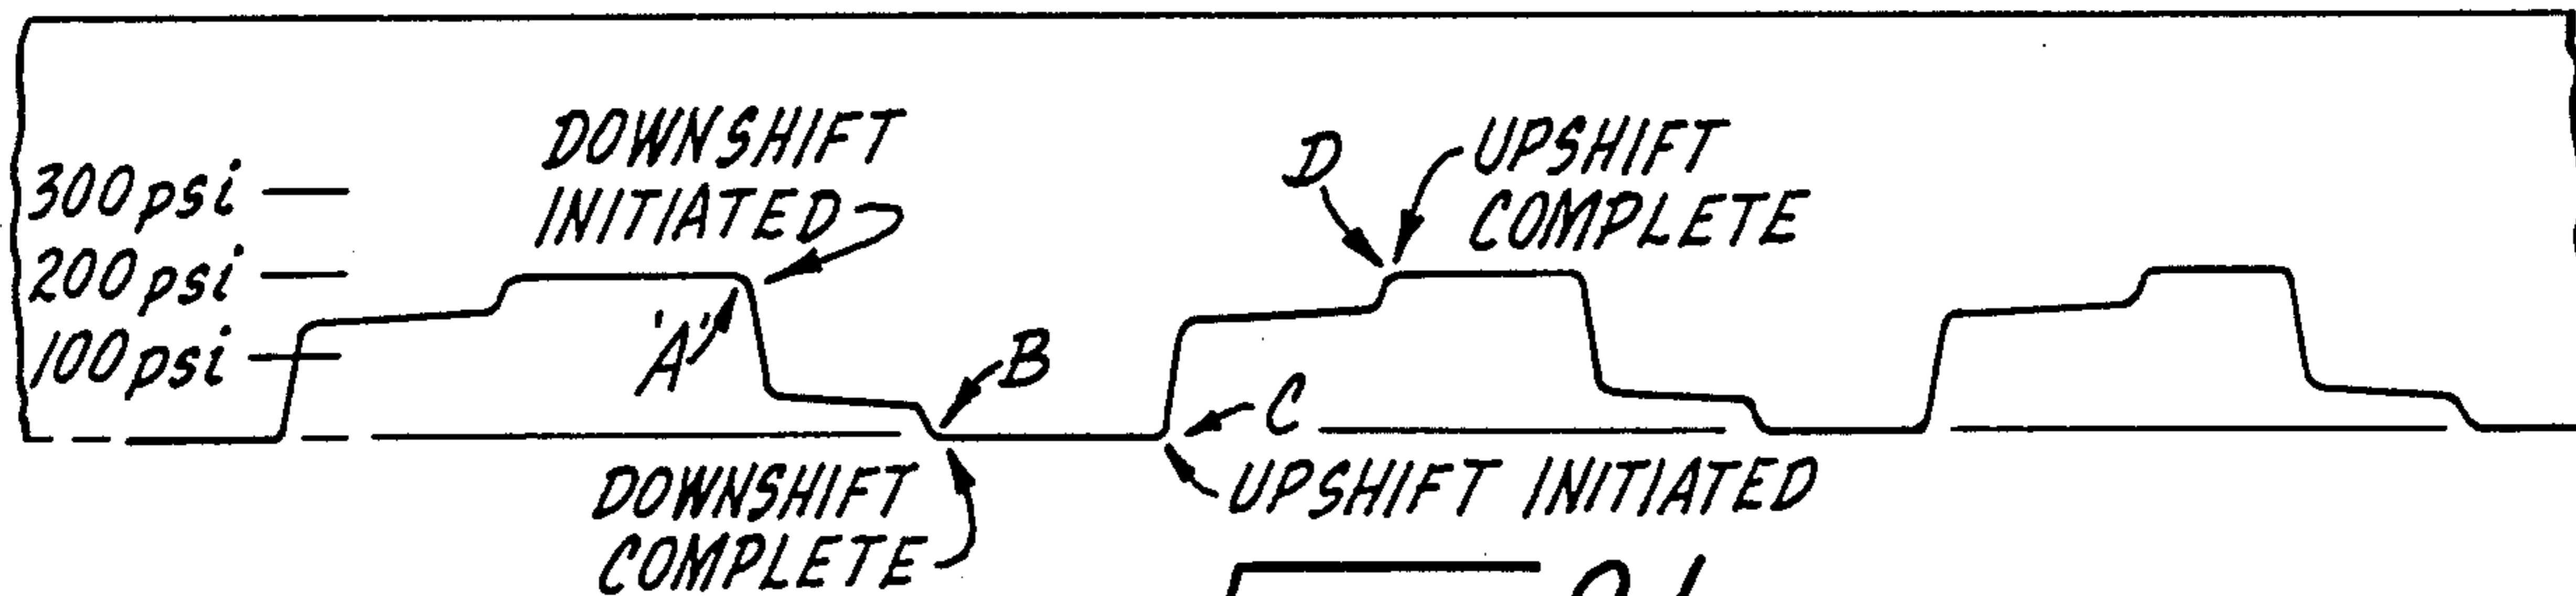 DOWNSHIFT
INITIATED
D
UPSHIFT
COMPLETE
300 psi
200 psi
100 psi
'A'
B
C
DOWNSHIFT
COMPLETE
UPSHIFT INITIATED